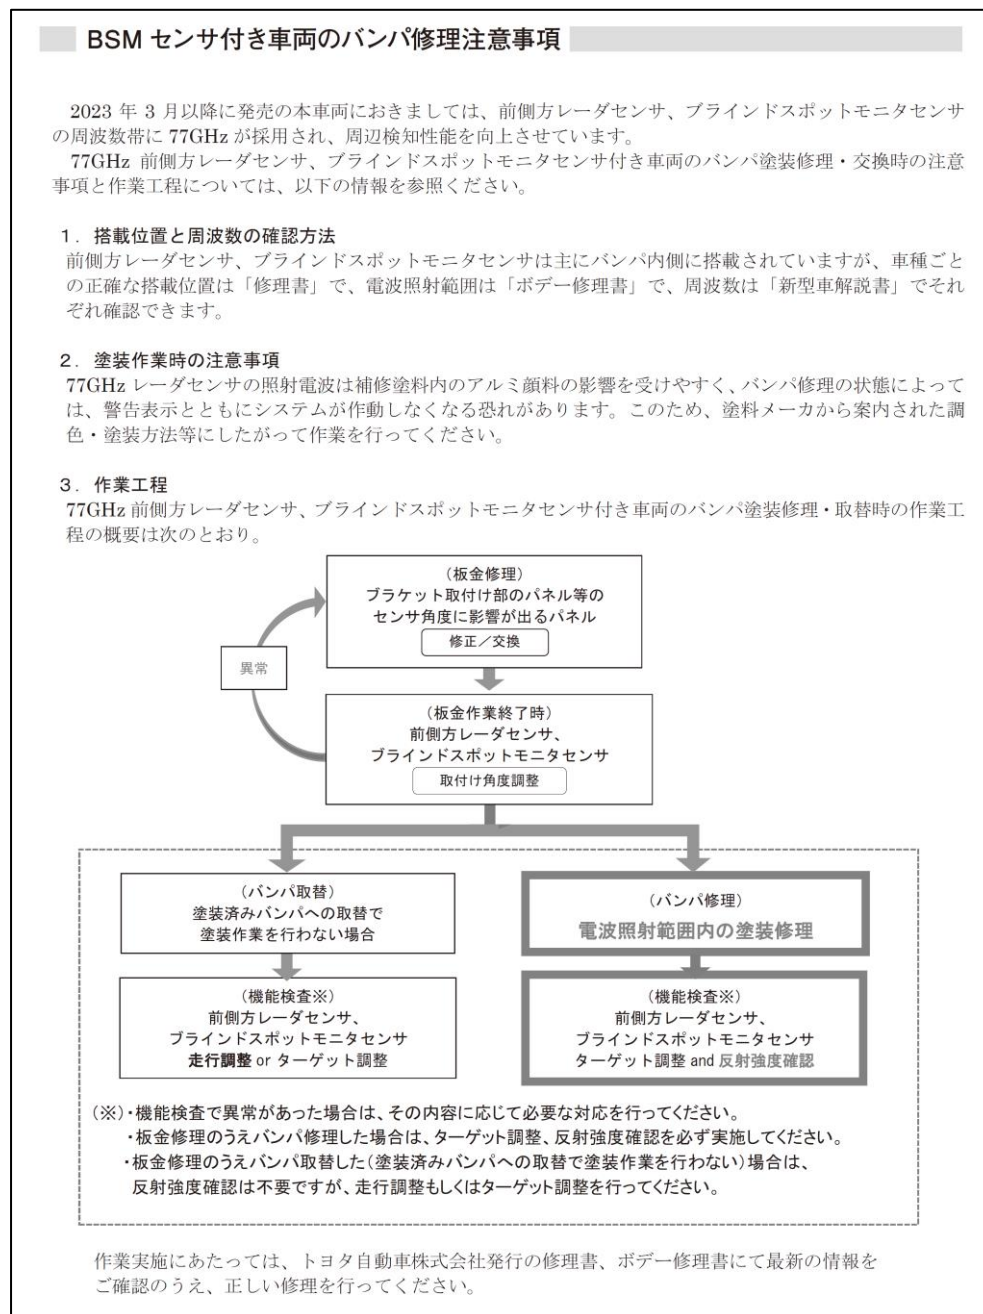 BSM センサ付き車両のバンパ修理注意事項
2023 年 3 月以降に発売の本車両におきましては、前側方レーダセンサ、ブラインドスポットモニタセンサ
の周波数帯に 77GHz が採用され、周辺検知性能を向上させています。
77GHz 前側方レーダセンサ、ブラインドスポットモニタセンサ付き車両のバンパ塗装修理・交換時の注意
事項と作業工程については、以下の情報を参照ください。
1．搭載位置と周波数の確認方法
前側方レーダセンサ、ブラインドスポットモニタセンサは主にバンパ内側に搭載されていますが、車種ごと
の正確な搭載位置は「修理書」で、電波照射範囲は「ボデー修理書」で、周波数は「新型車解説書」でそれ
ぞれ確認できます。
2．塗装作業時の注意事項
77GHz レーダセンサの照射電波は補修塗料内のアルミ顔料の影響を受けやすく、バンパ修理の状態によって
は、警告表示とともにシステムが作動しなくなる恐れがあります。このため、塗料メーカから案内された調
色・塗装方法等にしたがって作業を行ってください。
3．作業工程
77GHz 前側方レーダセンサ、ブラインドスポットモニタセンサ付き車両のバンパ塗装修理・取替時の作業工
程の概要は次のとおり。
（板金修理）
ブラケット取付け部のパネル等の
センサ角度に影響が出るパネル
修正／交換
異常
（板金作業終了時）
前側方レーダセンサ、
ブラインドスポットモニタセンサ
取付け角度調整
（バンパ取替）
塗装済みバンパへの取替で
塗装作業を行わない場合
（バンパ修理）
電波照射範囲内の塗装修理
（機能検査※）
前側方レーダセンサ、
ブラインドスポットモニタセンサ
走行調整 or ターゲット調整
（機能検査※）
前側方レーダセンサ、
ブラインドスポットモニタセンサ
ターゲット調整 and 反射強度確認
（※）・機能検査で異常があった場合は、その内容に応じて必要な対応を行ってください。
・板金修理のうえバンパ修理した場合は、ターゲット調整、反射強度確認を必ず実施してください。
・板金修理のうえバンパ取替した（塗装済みバンパへの取替で塗装作業を行わない）場合は、
反射強度確認は不要ですが、走行調整もしくはターゲット調整を行ってください。
作業実施にあたっては、トヨタ自動車株式会社発行の修理書、ボデー修理書にて最新の情報を
ご確認のうえ、正しい修理を行ってください。